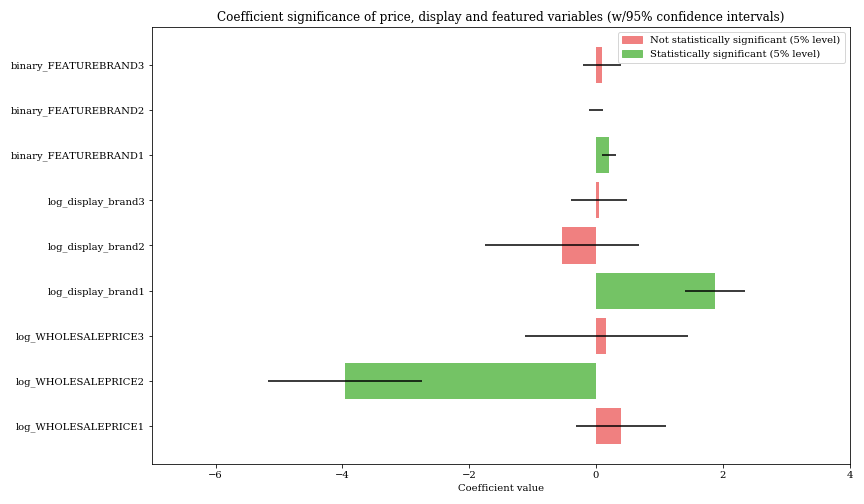 Coefficient significance of price, display and featured variables (w/95% confidence intervals)
Not statistically significant (5% level)
Statistically significant (5% level)
binary_FEATUREBRAND3
binary_FEATUREBRAND2
binary_FEATUREBRAND1
log_display_brand3
log_display_brand2
log_display_brand1
log_WHOLESALEPRICE3
log_WHOLESALEPRICE2
log_WHOLESALEPRICE1
−6 −4 −2 0 2 4
Coefficient value